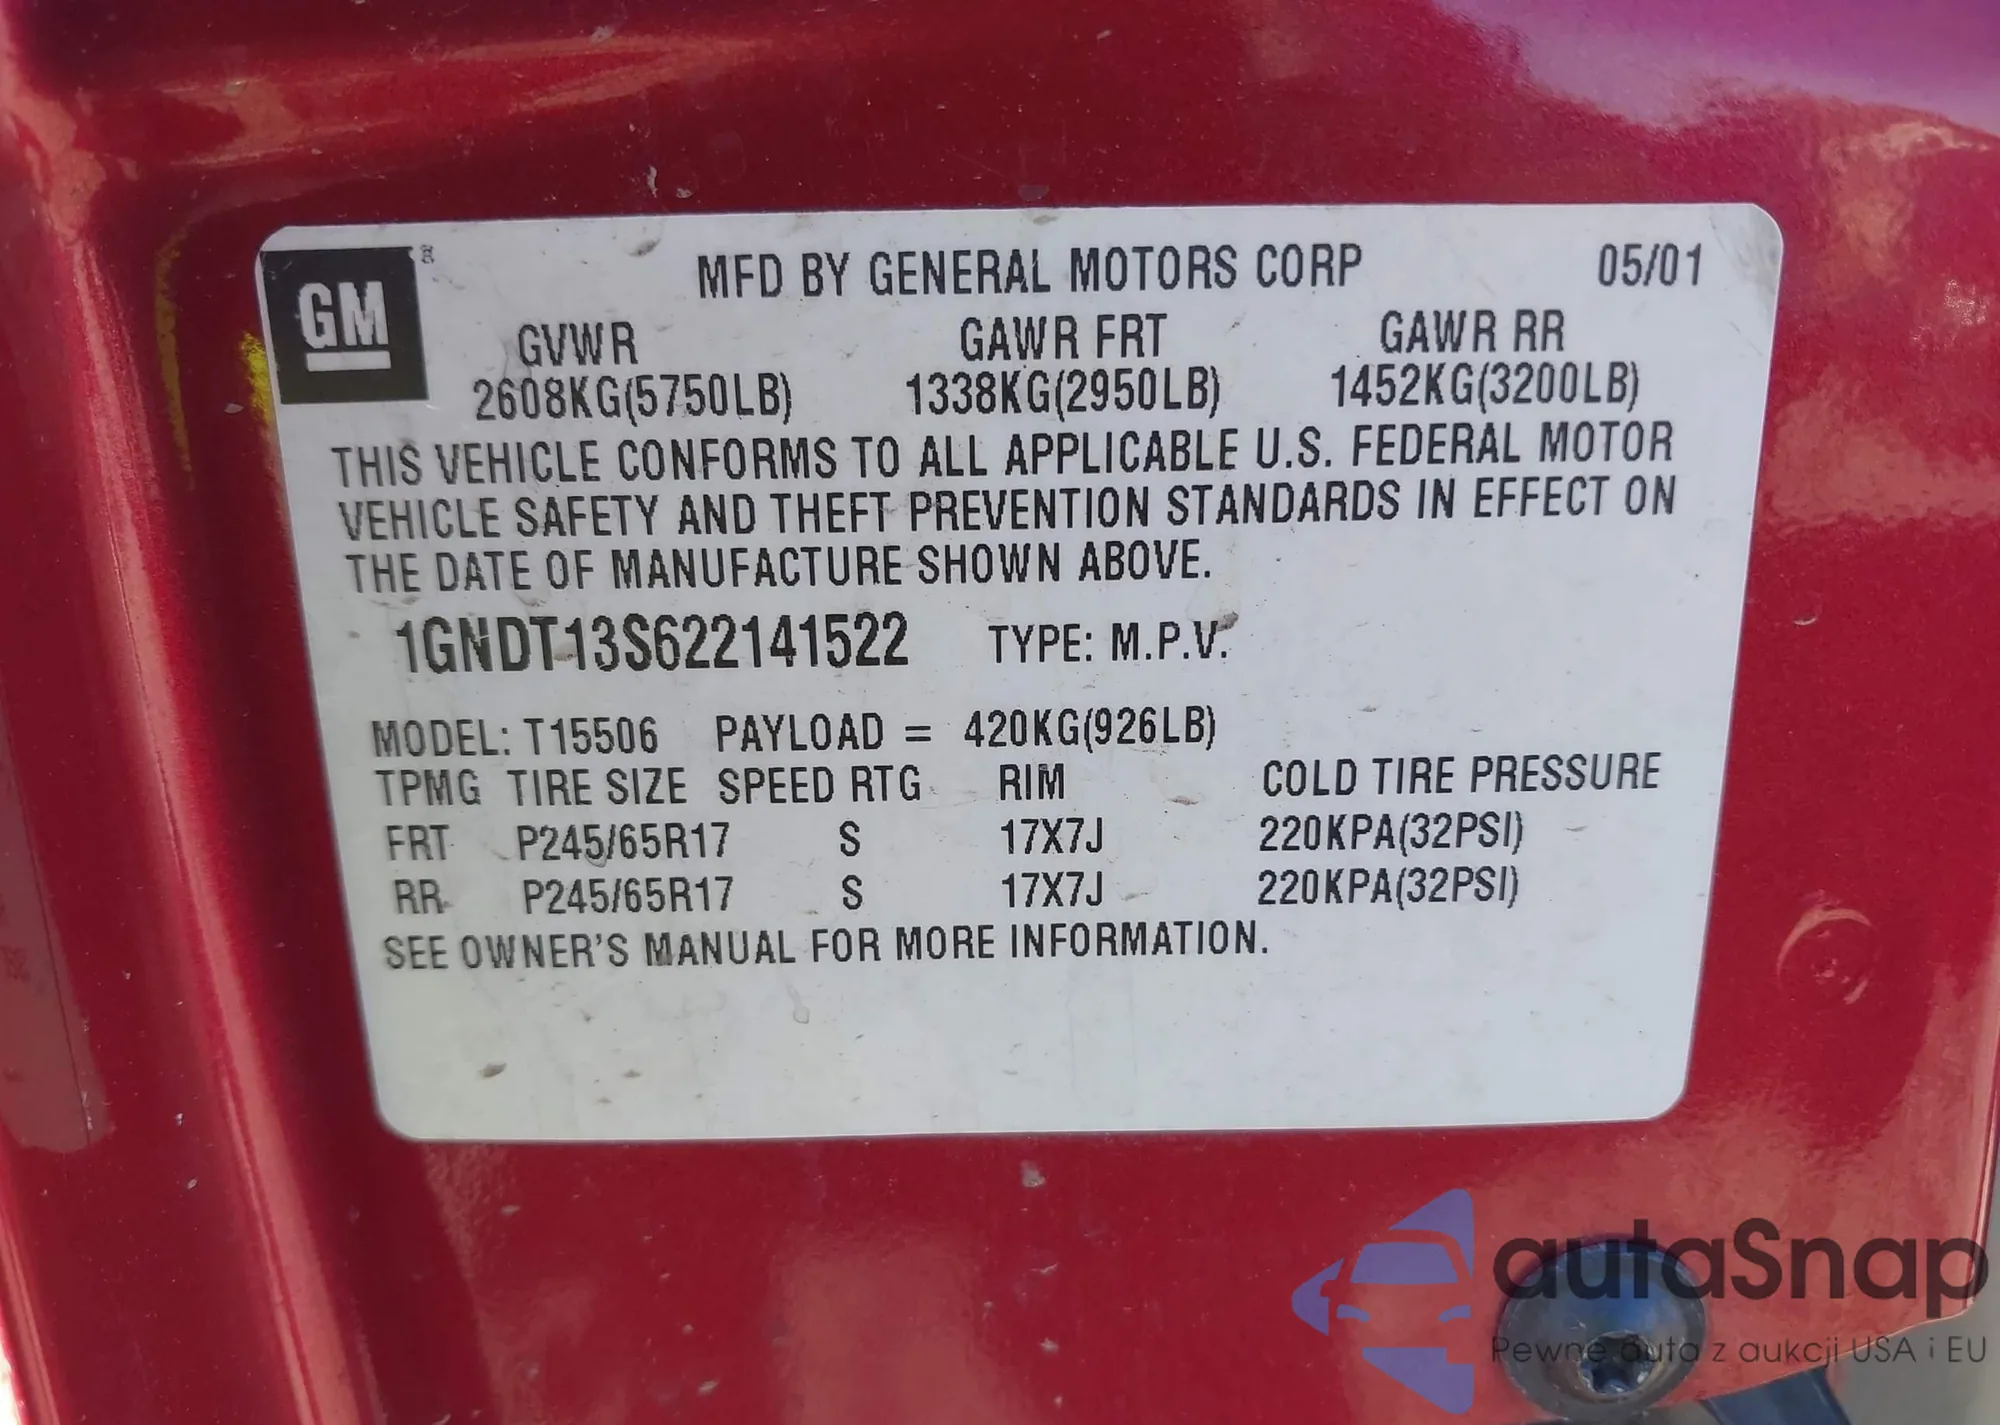 GM ®
MFD BY GENERAL MOTORS CORP 05/01
GVWR GAWR FRT GAWR RR
2608KG(5750LB) 1338KG(2950LB) 1452KG(3200LB)
THIS VEHICLE CONFORMS TO ALL APPLICABLE U.S. FEDERAL MOTOR
VEHICLE SAFETY AND THEFT PREVENTION STANDARDS IN EFFECT ON
THE DATE OF MANUFACTURE SHOWN ABOVE.
1GNDT13S622141522 TYPE: M.P.V.
MODEL: T15506 PAYLOAD = 420KG(926LB)
TPMG TIRE SIZE SPEED RTG RIM COLD TIRE PRESSURE
FRT P245/65R17 S 17X7J 220KPA(32PSI)
RR P245/65R17 S 17X7J 220KPA(32PSI)
SEE OWNER'S MANUAL FOR MORE INFORMATION.
autaSnap
Pewne auta z aukcji USA i EU